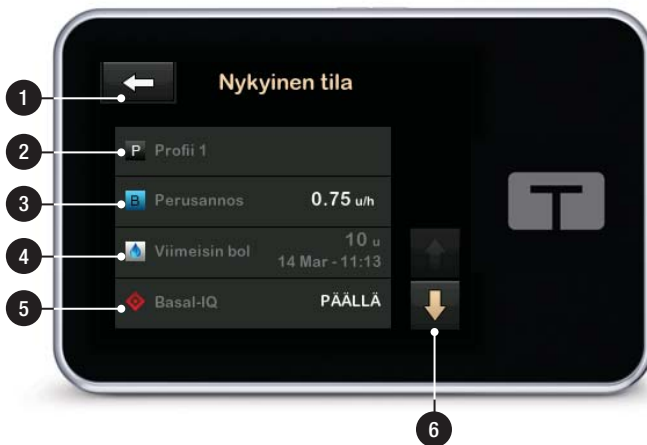 Nykyinen tila
1
2
P Profii 1
3
B Perusannos 0.75 u/h
4
Viimeisin bol 10 u
14 Mar - 11:13
5
Basal-IQ PÄÄLLÄ
6
T